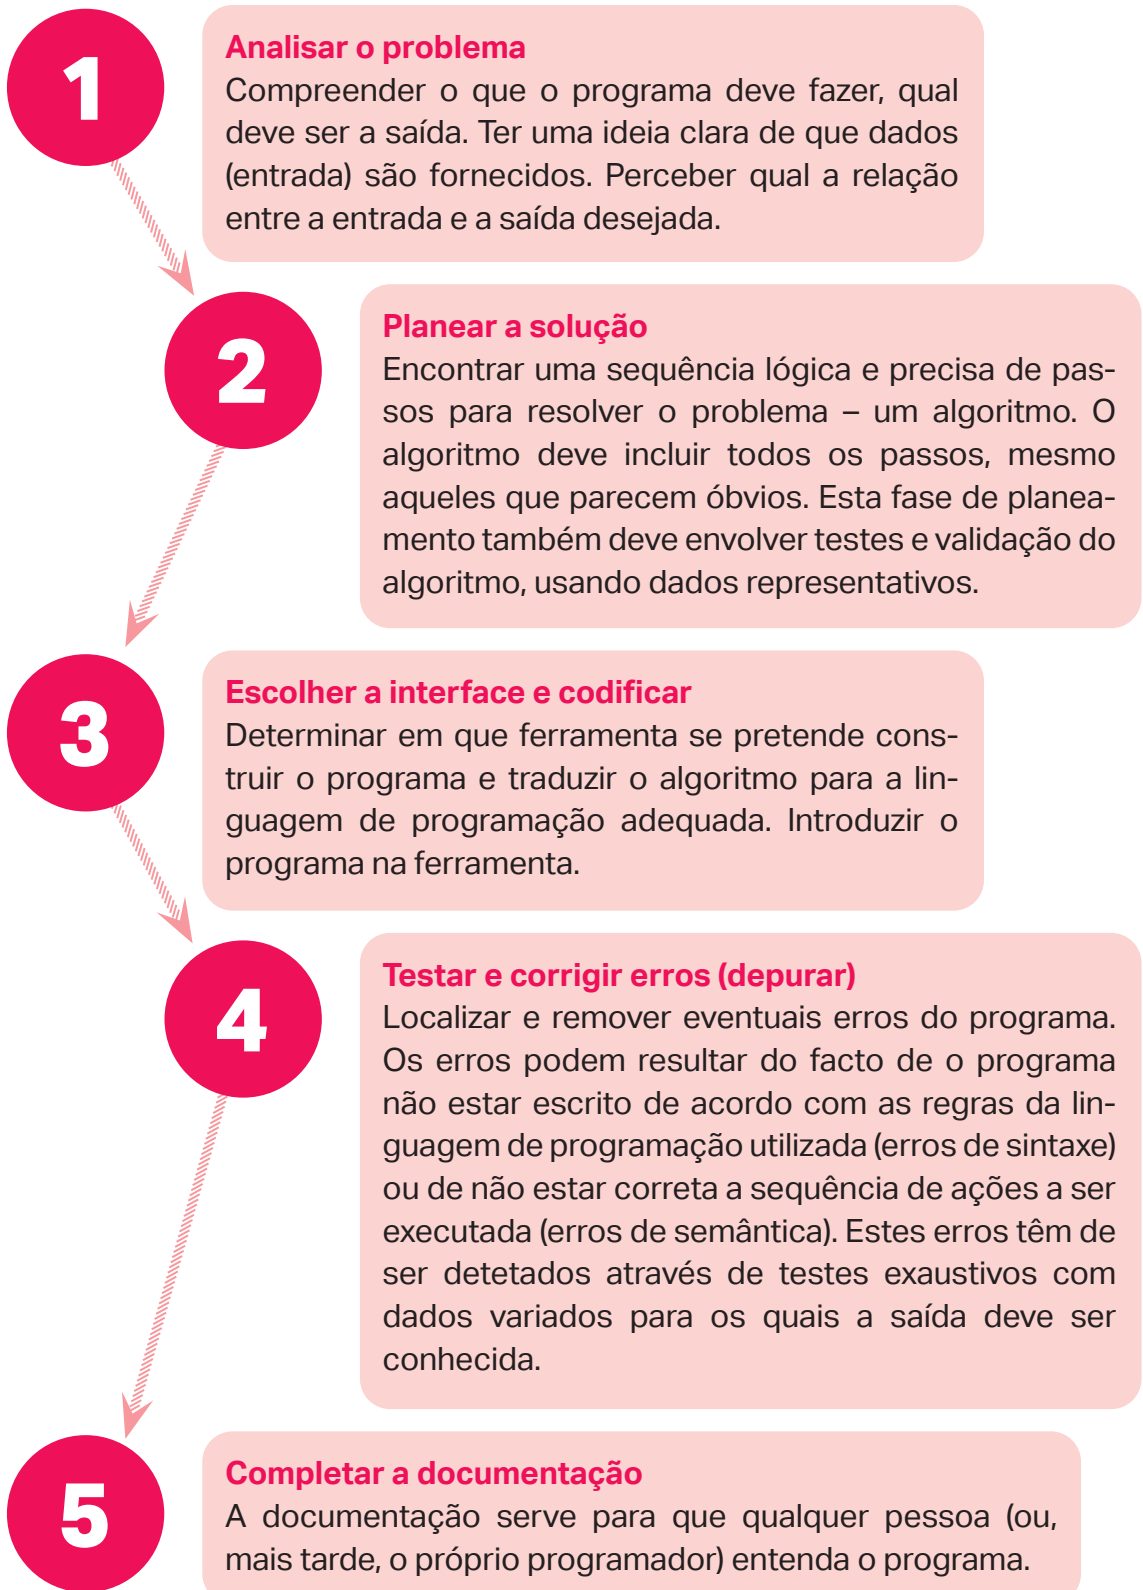 1
Analisar o problema
Compreender o que o programa deve fazer, qual
deve ser a saída. Ter uma ideia clara de que dados
(entrada) são fornecidos. Perceber qual a relação
entre a entrada e a saída desejada.
2
Planear a solução
Encontrar uma sequência lógica e precisa de pas-
sos para resolver o problema – um algoritmo. O
algoritmo deve incluir todos os passos, mesmo
aqueles que parecem óbvios. Esta fase de planea-
mento também deve envolver testes e validação do
algoritmo, usando dados representativos.
3
Escolher a interface e codificar
Determinar em que ferramenta se pretende cons-
truir o programa e traduzir o algoritmo para a lin-
guagem de programação adequada. Introduzir o
programa na ferramenta.
4
Testar e corrigir erros (depurar)
Localizar e remover eventuais erros do programa.
Os erros podem resultar do facto de o programa
não estar escrito de acordo com as regras da lin-
guagem de programação utilizada (erros de sintaxe)
ou de não estar correta a sequência de ações a ser
executada (erros de semântica). Estes erros têm de
ser detetados através de testes exaustivos com
dados variados para os quais a saída deve ser
conhecida.
5
Completar a documentação
A documentação serve para que qualquer pessoa (ou,
mais tarde, o próprio programador) entenda o programa.